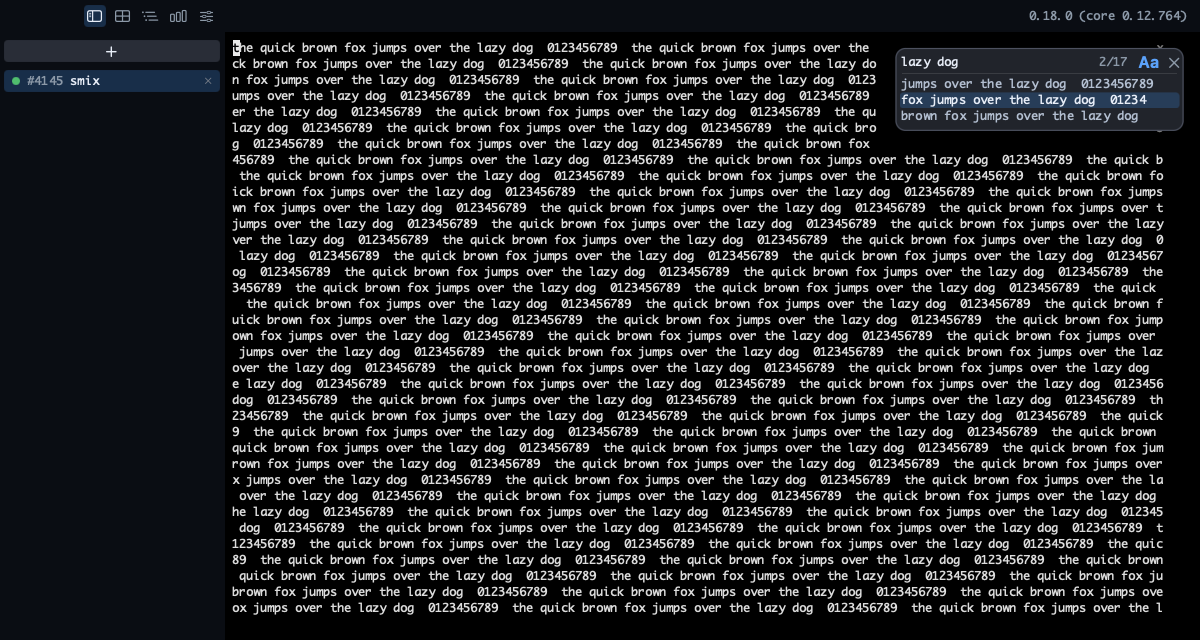 0.18.0 (core 0.12.764)
+
#4145 smix ×
the quick brown fox jumps over the lazy dog  0123456789  the quick brown fox jumps over the
ck brown fox jumps over the lazy dog  0123456789  the quick brown fox jumps over the lazy do
n fox jumps over the lazy dog  0123456789  the quick brown fox jumps over the lazy dog  0123
umps over the lazy dog  0123456789  the quick brown fox jumps over the lazy dog  0123456789
er the lazy dog  0123456789  the quick brown fox jumps over the lazy dog  0123456789  the qu
lazy dog  0123456789  the quick brown fox jumps over the lazy dog  0123456789  the quick bro
g  0123456789  the quick brown fox jumps over the lazy dog  0123456789  the quick brown fox
lazy dog 2/17 Aa ×
jumps over the lazy dog  0123456789
fox jumps over the lazy dog  01234
brown fox jumps over the lazy dog
456789  the quick brown fox jumps over the lazy dog  0123456789  the quick brown fox jumps over the lazy dog  0123456789  the quick b
 the quick brown fox jumps over the lazy dog  0123456789  the quick brown fox jumps over the lazy dog  0123456789  the quick brown fo
ick brown fox jumps over the lazy dog  0123456789  the quick brown fox jumps over the lazy dog  0123456789  the quick brown fox jumps
wn fox jumps over the lazy dog  0123456789  the quick brown fox jumps over the lazy dog  0123456789  the quick brown fox jumps over t
jumps over the lazy dog  0123456789  the quick brown fox jumps over the lazy dog  0123456789  the quick brown fox jumps over the lazy
ver the lazy dog  0123456789  the quick brown fox jumps over the lazy dog  0123456789  the quick brown fox jumps over the lazy dog  0
 lazy dog  0123456789  the quick brown fox jumps over the lazy dog  0123456789  the quick brown fox jumps over the lazy dog  01234567
og  0123456789  the quick brown fox jumps over the lazy dog  0123456789  the quick brown fox jumps over the lazy dog  0123456789  the
3456789  the quick brown fox jumps over the lazy dog  0123456789  the quick brown fox jumps over the lazy dog  0123456789  the quick
  the quick brown fox jumps over the lazy dog  0123456789  the quick brown fox jumps over the lazy dog  0123456789  the quick brown f
uick brown fox jumps over the lazy dog  0123456789  the quick brown fox jumps over the lazy dog  0123456789  the quick brown fox jump
own fox jumps over the lazy dog  0123456789  the quick brown fox jumps over the lazy dog  0123456789  the quick brown fox jumps over
 jumps over the lazy dog  0123456789  the quick brown fox jumps over the lazy dog  0123456789  the quick brown fox jumps over the laz
over the lazy dog  0123456789  the quick brown fox jumps over the lazy dog  0123456789  the quick brown fox jumps over the lazy dog
e lazy dog  0123456789  the quick brown fox jumps over the lazy dog  0123456789  the quick brown fox jumps over the lazy dog  0123456
dog  0123456789  the quick brown fox jumps over the lazy dog  0123456789  the quick brown fox jumps over the lazy dog  0123456789  th
23456789  the quick brown fox jumps over the lazy dog  0123456789  the quick brown fox jumps over the lazy dog  0123456789  the quick
9  the quick brown fox jumps over the lazy dog  0123456789  the quick brown fox jumps over the lazy dog  0123456789  the quick brown
quick brown fox jumps over the lazy dog  0123456789  the quick brown fox jumps over the lazy dog  0123456789  the quick brown fox jum
rown fox jumps over the lazy dog  0123456789  the quick brown fox jumps over the lazy dog  0123456789  the quick brown fox jumps over
x jumps over the lazy dog  0123456789  the quick brown fox jumps over the lazy dog  0123456789  the quick brown fox jumps over the la
 over the lazy dog  0123456789  the quick brown fox jumps over the lazy dog  0123456789  the quick brown fox jumps over the lazy dog
he lazy dog  0123456789  the quick brown fox jumps over the lazy dog  0123456789  the quick brown fox jumps over the lazy dog  012345
 dog  0123456789  the quick brown fox jumps over the lazy dog  0123456789  the quick brown fox jumps over the lazy dog  0123456789  t
123456789  the quick brown fox jumps over the lazy dog  0123456789  the quick brown fox jumps over the lazy dog  0123456789  the quic
89  the quick brown fox jumps over the lazy dog  0123456789  the quick brown fox jumps over the lazy dog  0123456789  the quick brown
 quick brown fox jumps over the lazy dog  0123456789  the quick brown fox jumps over the lazy dog  0123456789  the quick brown fox ju
brown fox jumps over the lazy dog  0123456789  the quick brown fox jumps over the lazy dog  0123456789  the quick brown fox jumps ove
ox jumps over the lazy dog  0123456789  the quick brown fox jumps over the lazy dog  0123456789  the quick brown fox jumps over the l